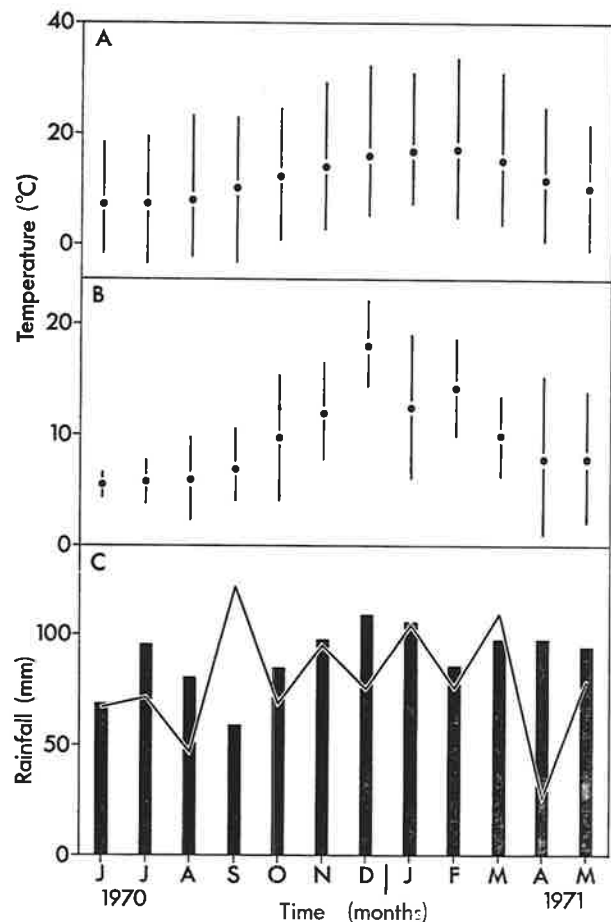 A
40
20
0
Temperature (°C)
B
20
10
0
C
100
50
0
Rainfall (mm)
J J A S O N D J F M A M
1970 1971
Time (months)